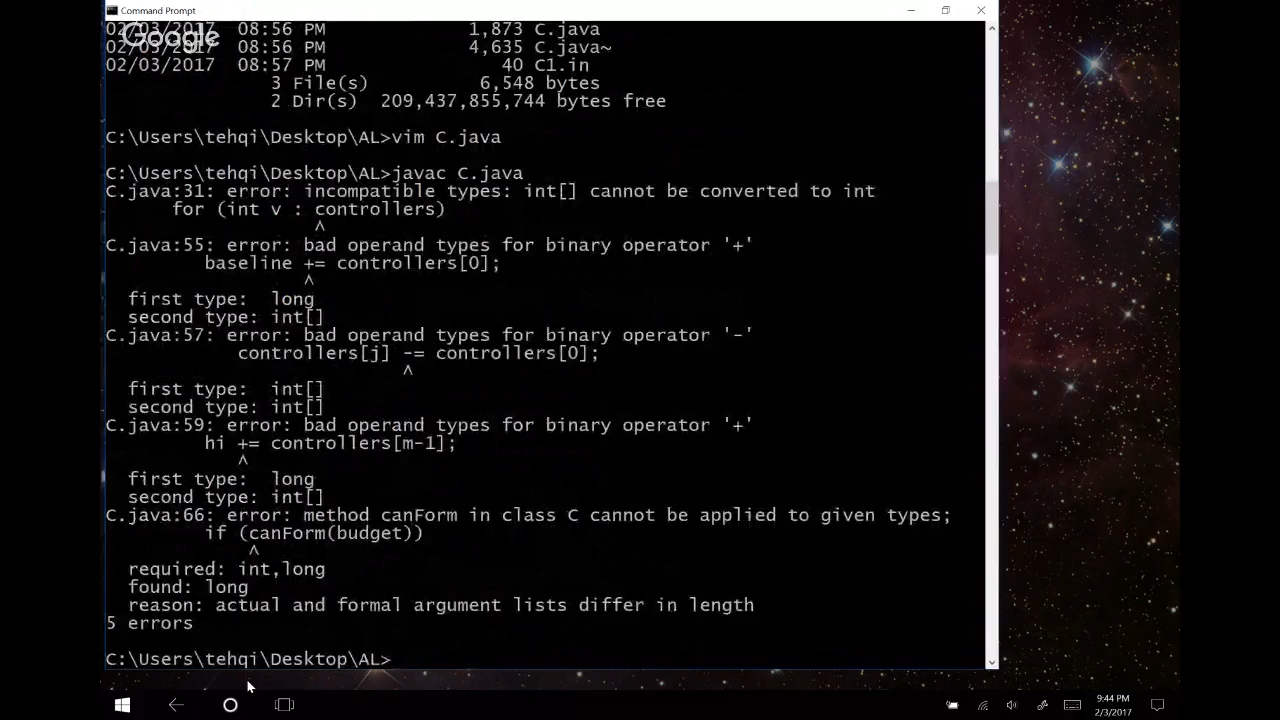 Command Prompt
Google
02/03/2017 08:56 PM 1,873 C.java
02/03/2017 08:56 PM 4,635 C.java~
02/03/2017 08:57 PM 40 C1.in
3 File(s) 6,548 bytes
2 Dir(s) 209,437,855,744 bytes free
C:\Users\tehqi\Desktop\AL>vim C.java
C:\Users\tehqi\Desktop\AL>javac C.java
C.java:31: error: incompatible types: int[] cannot be converted to int
for (int v : controllers)
^
C.java:55: error: bad operand types for binary operator '+'
baseline += controllers[0];
^
first type: long
second type: int[]
C.java:57: error: bad operand types for binary operator '-'
controllers[j] -= controllers[0];
^
first type: int[]
second type: int[]
C.java:59: error: bad operand types for binary operator '+'
hi += controllers[m-1];
^
first type: long
second type: int[]
C.java:66: error: method canForm in class C cannot be applied to given types;
if (canForm(budget))
^
required: int,long
found: long
reason: actual and formal argument lists differ in length
5 errors
C:\Users\tehqi\Desktop\AL>
9:44 PM
2/3/2017